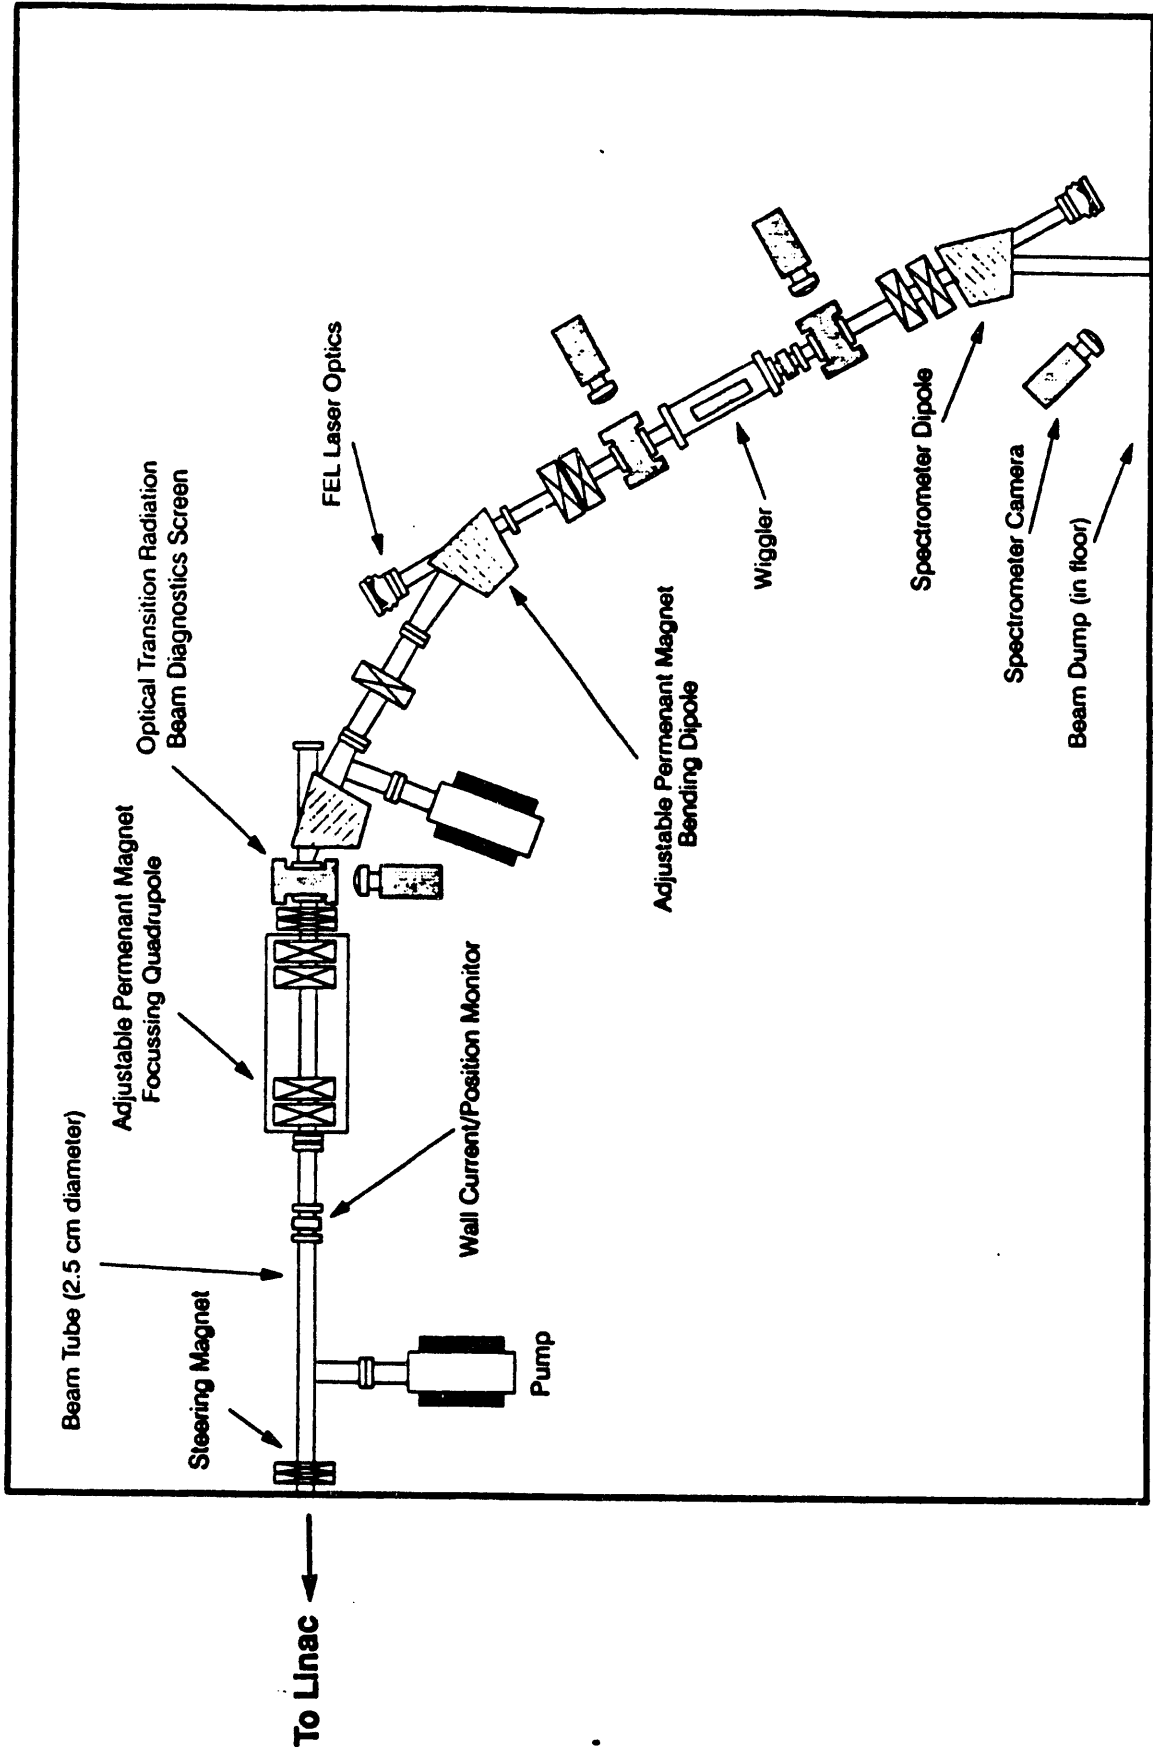 To Linac
Steering Magnet
Beam Tube (2.5 cm diameter)
Pump
Wall Current/Position Monitor
Adjustable Permenant Magnet
Focussing Quadrupole
Optical Transition Radiation
Beam Diagnostics Screen
FEL Laser Optics
Adjustable Permenant Magnet
Bending Dipole
Wiggler
Spectrometer Dipole
Spectrometer Camera
Beam Dump (in floor)